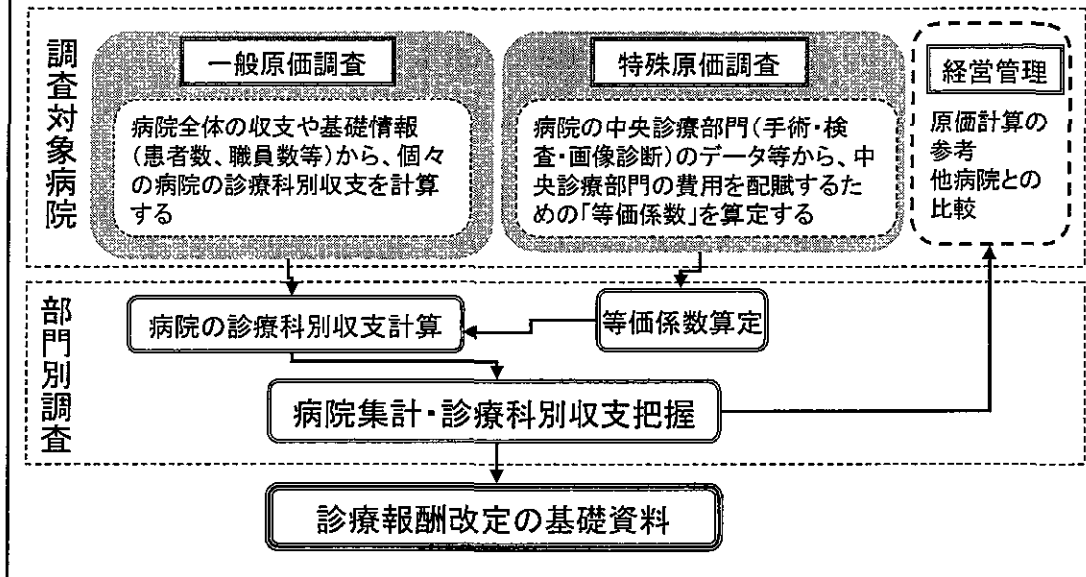 調査対象病院
一般原価調査
病院全体の収支や基礎情報
(患者数、職員数等)から、個々
の病院の診療科別収支を計算
する
特殊原価調査
病院の中央診療部門(手術・検
査・画像診断)のデータ等から、中
央診療部門の費用を配賦するた
めの「等価係数」を算定する
経営管理
原価計算の
参考
他病院との
比較
部門別調査
病院の診療科別収支計算
等価係数算定
病院集計・診療科別収支把握
診療報酬改定の基礎資料